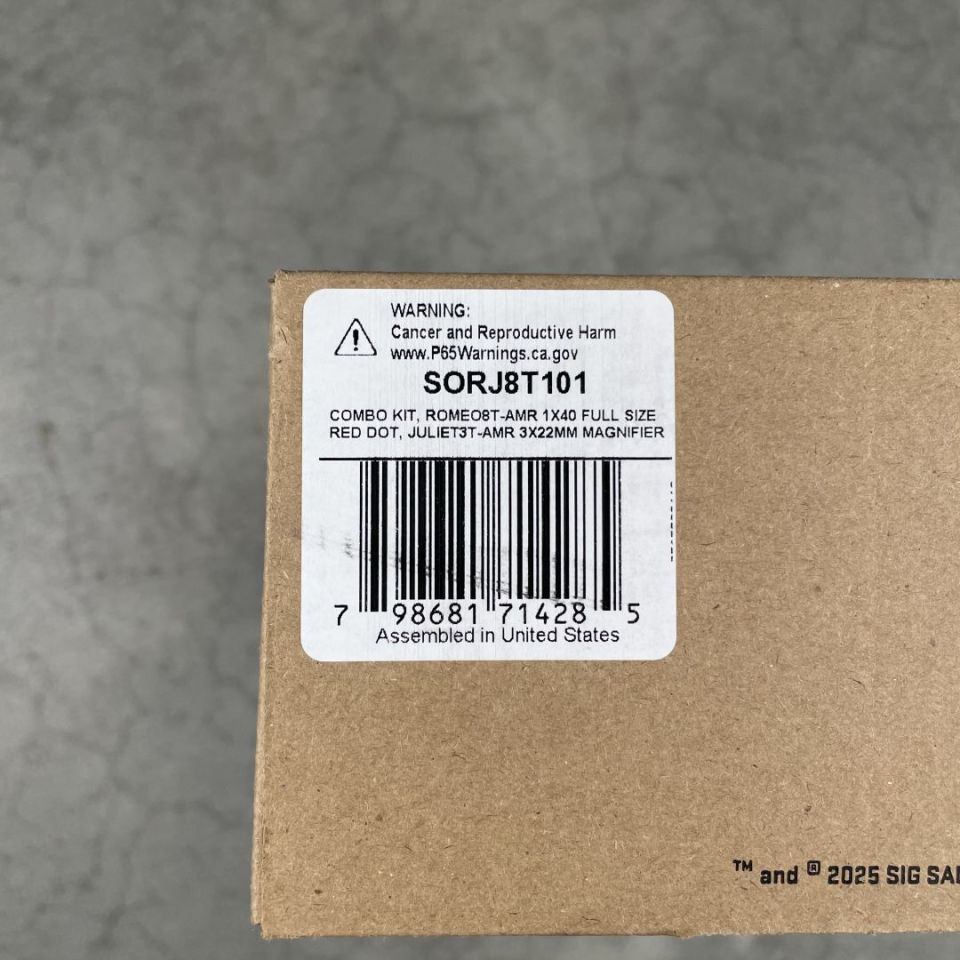 WARNING:
Cancer and Reproductive Harm
www.P65Warnings.ca.gov
SORJ8T101
COMBO KIT, ROMEO8T-AMR 1X40 FULL SIZE
RED DOT, JULIET3T-AMR 3X22MM MAGNIFIER
7 98681 71428 5
Assembled in United States
™ and ® 2025 SIG